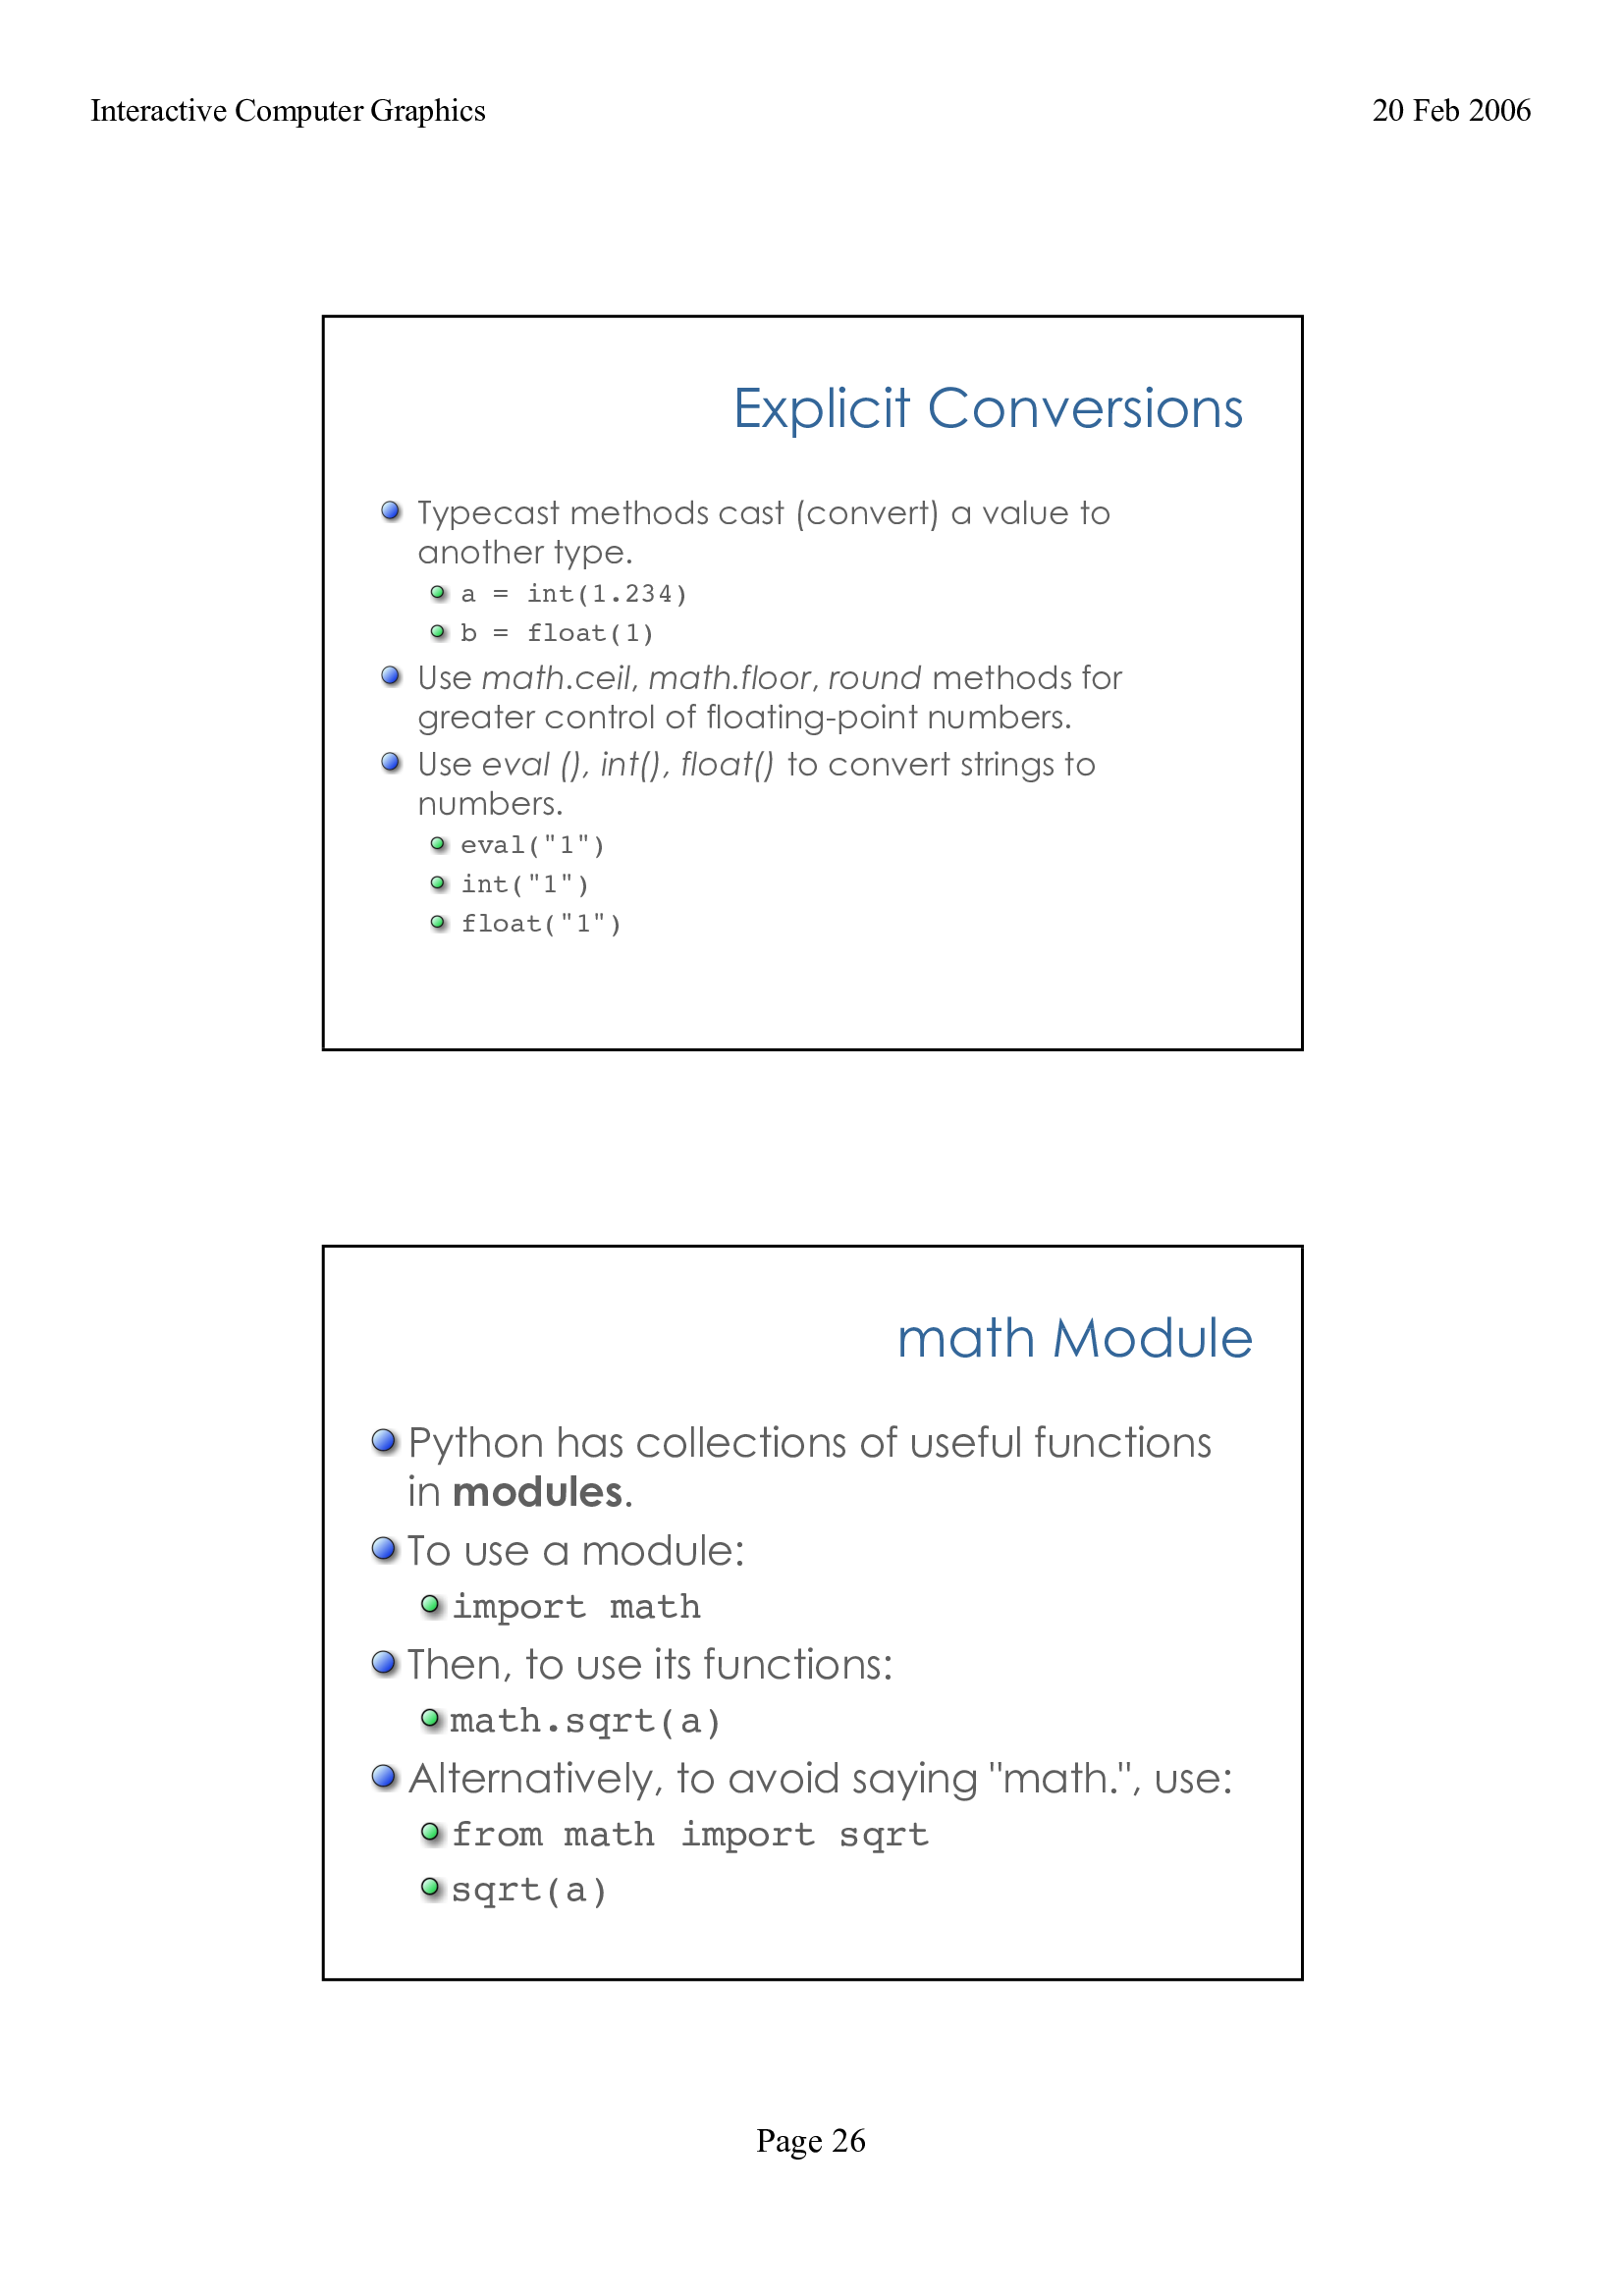 Interactive Computer Graphics 20 Feb 2006
Explicit Conversions
Typecast methods cast (convert) a value to
another type.
a = int(1.234)
b = float(1)
Use math.ceil, math.floor, round methods for
greater control of floating-point numbers.
Use eval (), int(), float() to convert strings to
numbers.
eval("1")
int("1")
float("1")
math Module
Python has collections of useful functions
in modules.
To use a module:
import math
Then, to use its functions:
math.sqrt(a)
Alternatively, to avoid saying "math.", use:
from math import sqrt
sqrt(a)
Page 26